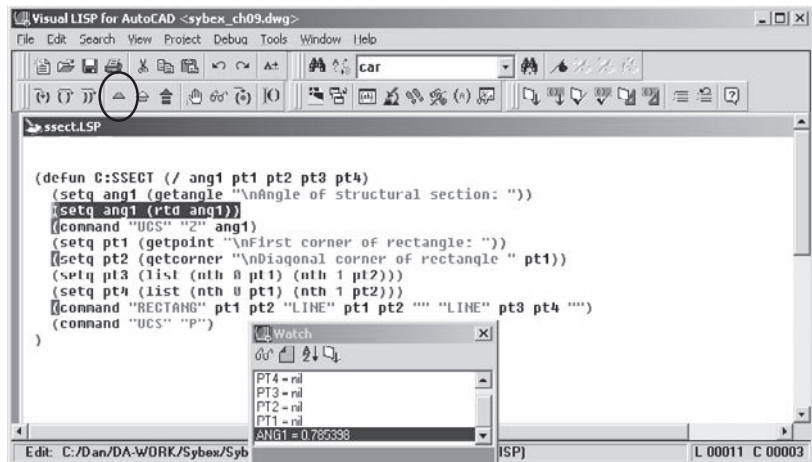 Visual LISP for AutoCAD <sybex_ch09.dwg>
File Edit Search View Project Debug Tools Window Help
car
ssect.LSP
(defun C:SSECT (/ ang1 pt1 pt2 pt3 pt4)
(setq ang1 (getangle "\nAngle of structural section: "))
(setq ang1 (rtd ang1))
(command "UCS" "Z" ang1)
(setq pt1 (getpoint "\nFirst corner of rectangle: "))
(setq pt2 (getcorner "\nDiagonal corner of rectangle " pt1))
(setq pt3 (list (nth 0 pt1) (nth 1 pt2)))
(setq pt4 (list (nth 0 pt1) (nth 1 pt2)))
(command "RECTANG" pt1 pt2 "LINE" pt1 pt2 "" "LINE" pt3 pt4 "")
(command "UCS" "P")
)
Watch
PT4 = nil
PT3 = nil
PT2 = nil
PT1 = nil
ANG1 = 0.785398
Edit: C:/Dan/DA-WORK/Sybex/Syb ISP) L 00011 C 00003